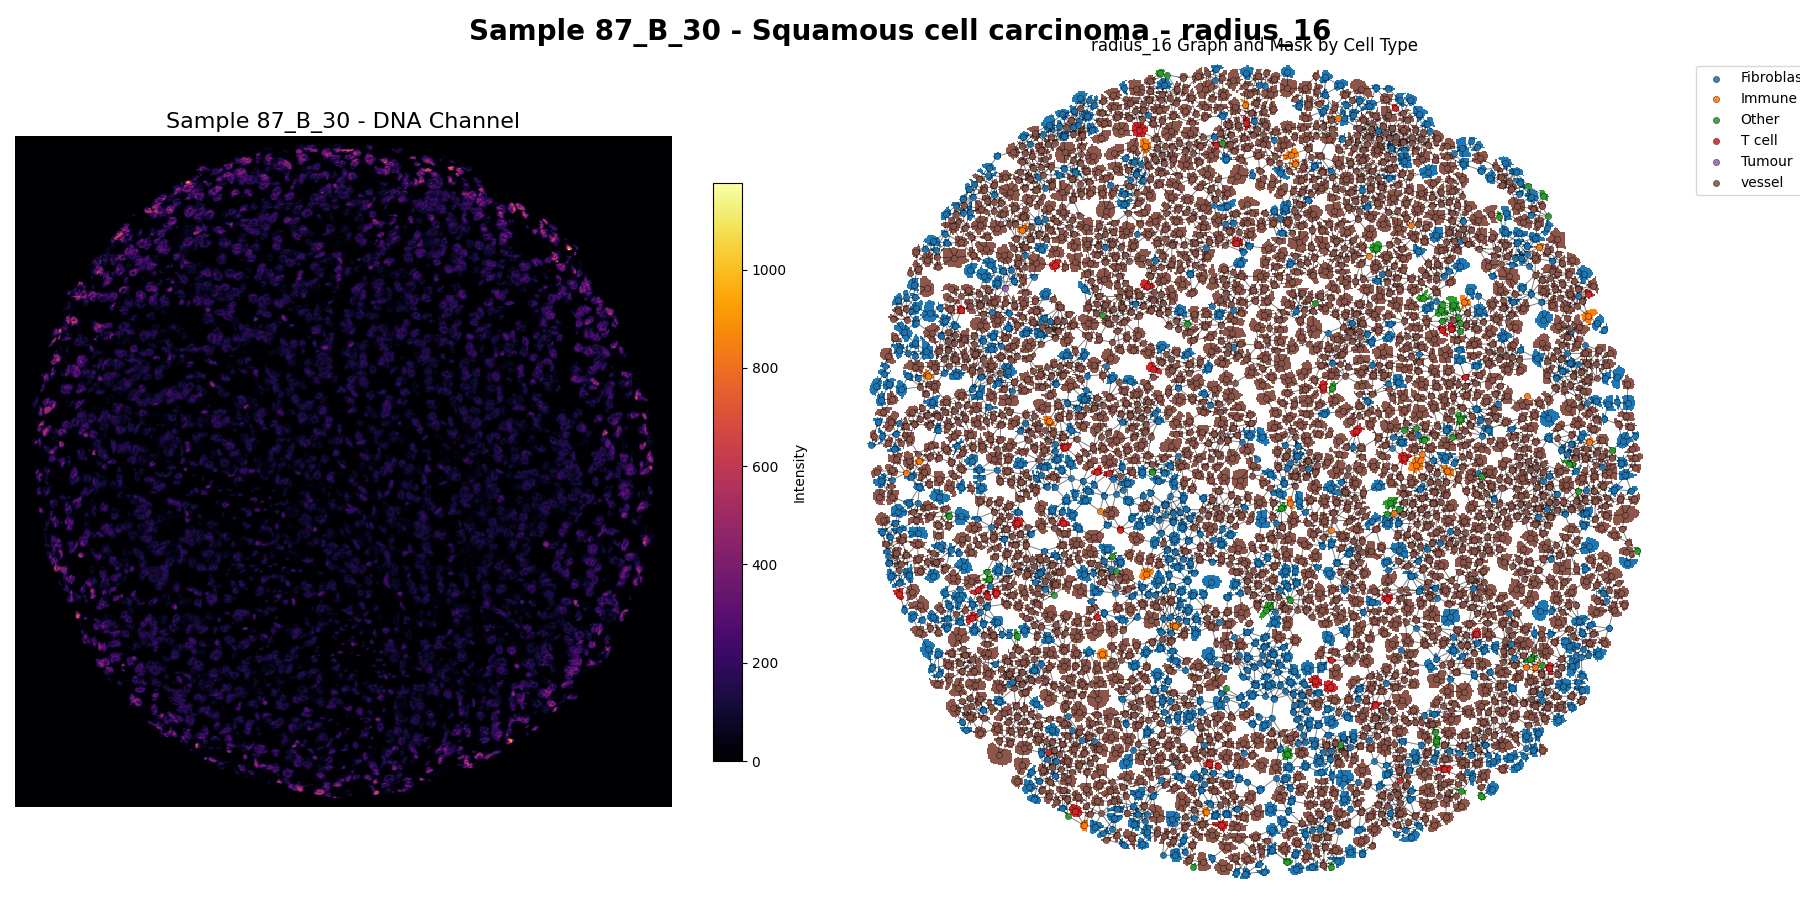 Sample 87_B_30 - Squamous cell carcinoma - radius_16
radius_16 Graph and Mask by Cell Type
Sample 87_B_30 - DNA Channel
1000
800
600
400
200
0
Intensity
Fibroblas
Immune
Other
T cell
Tumour
vessel